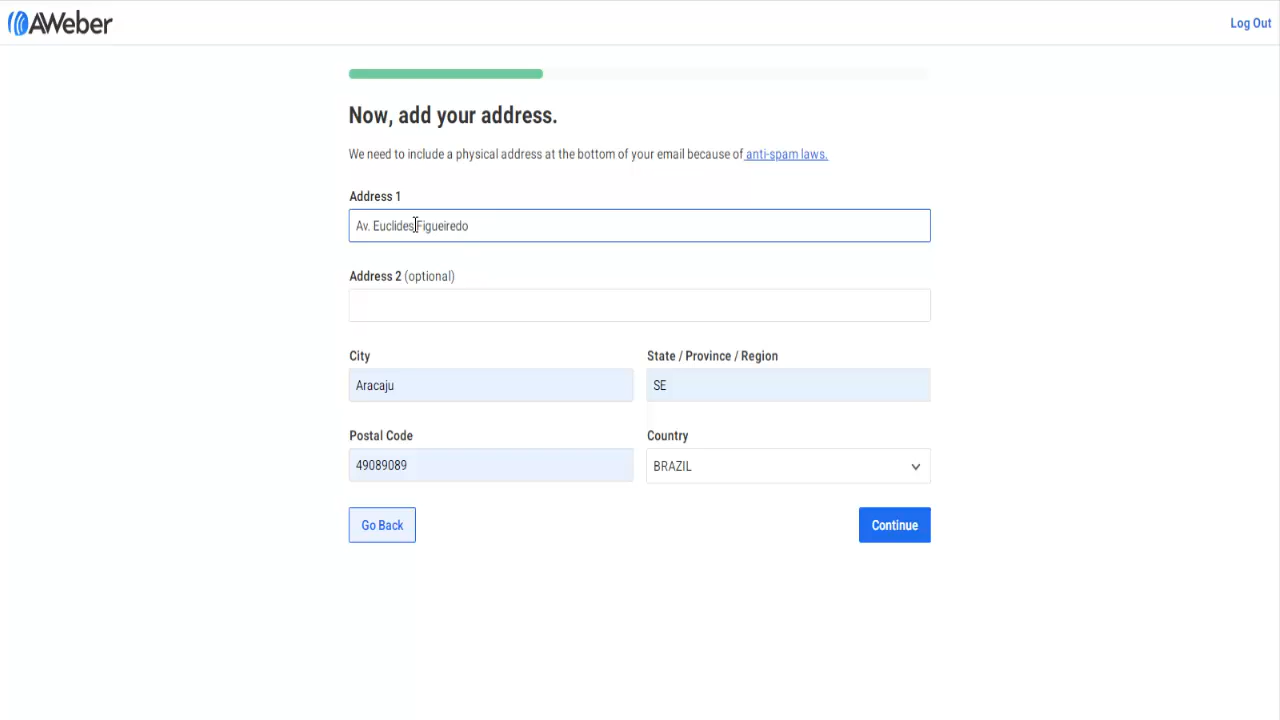 AWeber
Log Out
Now, add your address.
We need to include a physical address at the bottom of your email because of anti-spam laws.
Address 1
Av. Euclides Figueiredo
Address 2 (optional)
City
State / Province / Region
Aracaju
SE
Postal Code
Country
49089089
BRAZIL
Go Back
Continue